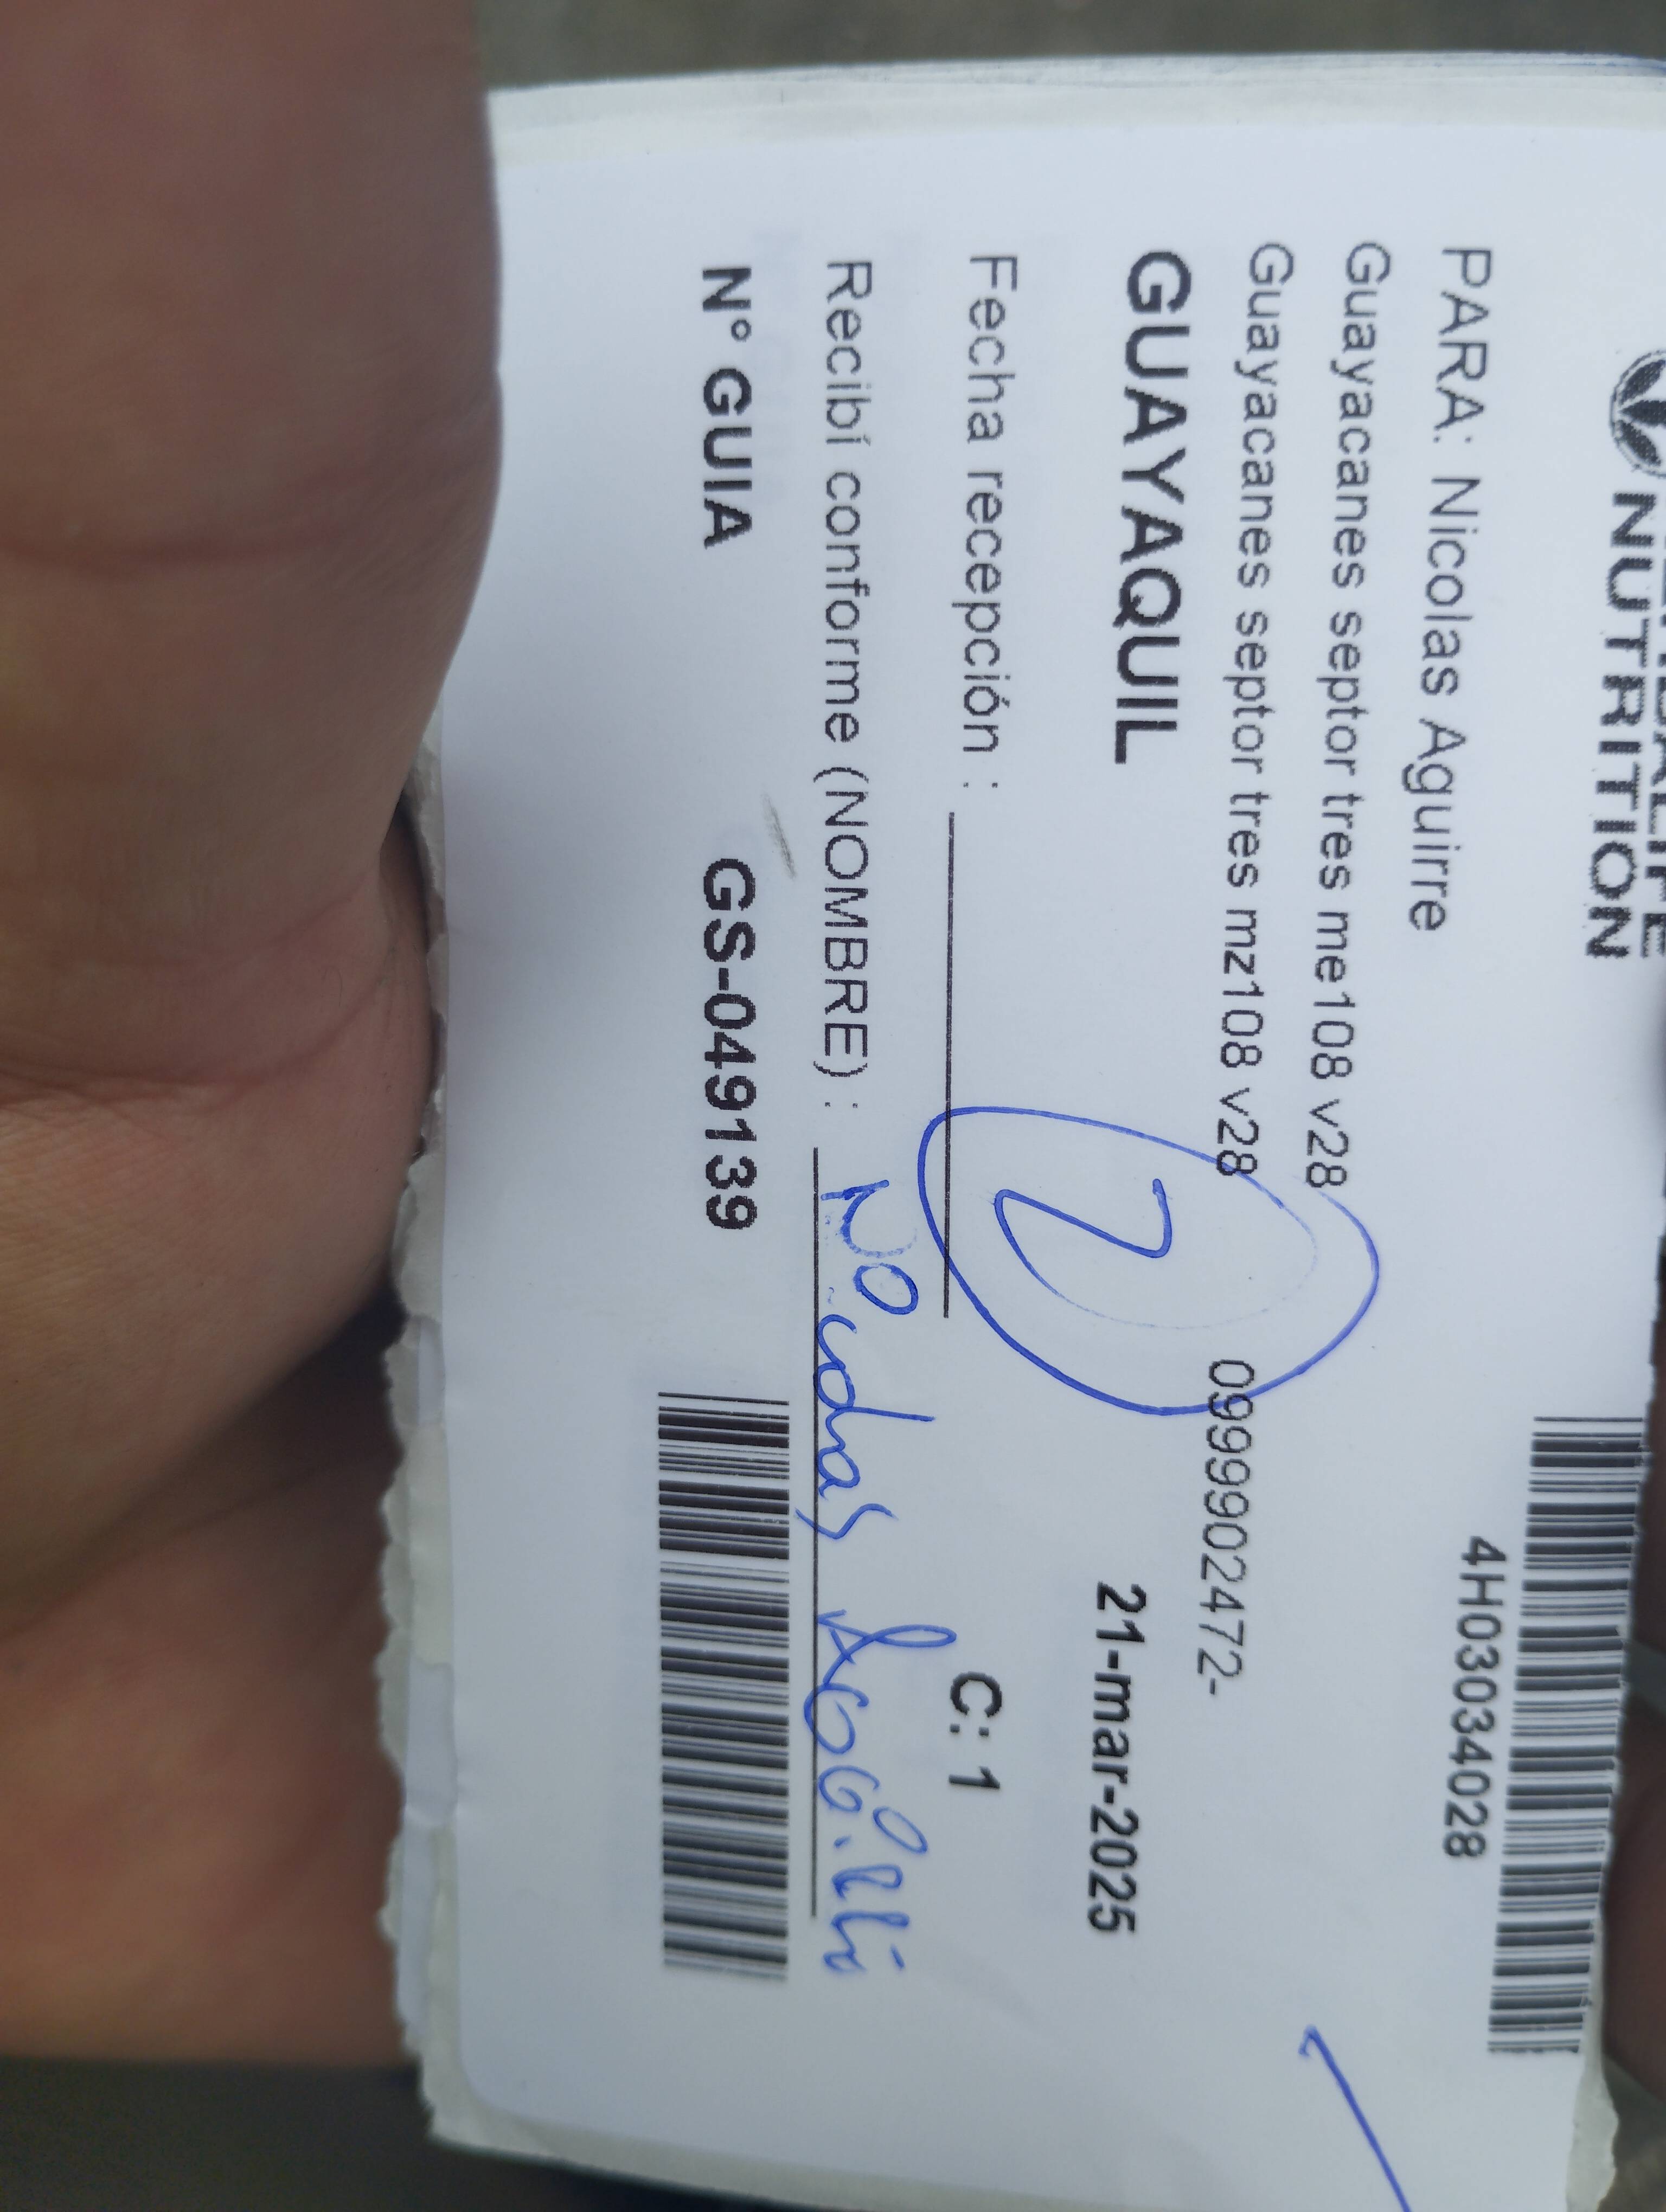 NUTRITION
4H03034028
PARA: Nicolas Aguirre
Guayacanes septor tres me108 v28
Guayacanes septor tres mz108 v28
0999902472-
GUAYAQUIL
21-mar-2025
2
Fecha recepción :
C: 1
Recibí conforme (NOMBRE) :
N° GUIA GS-049139